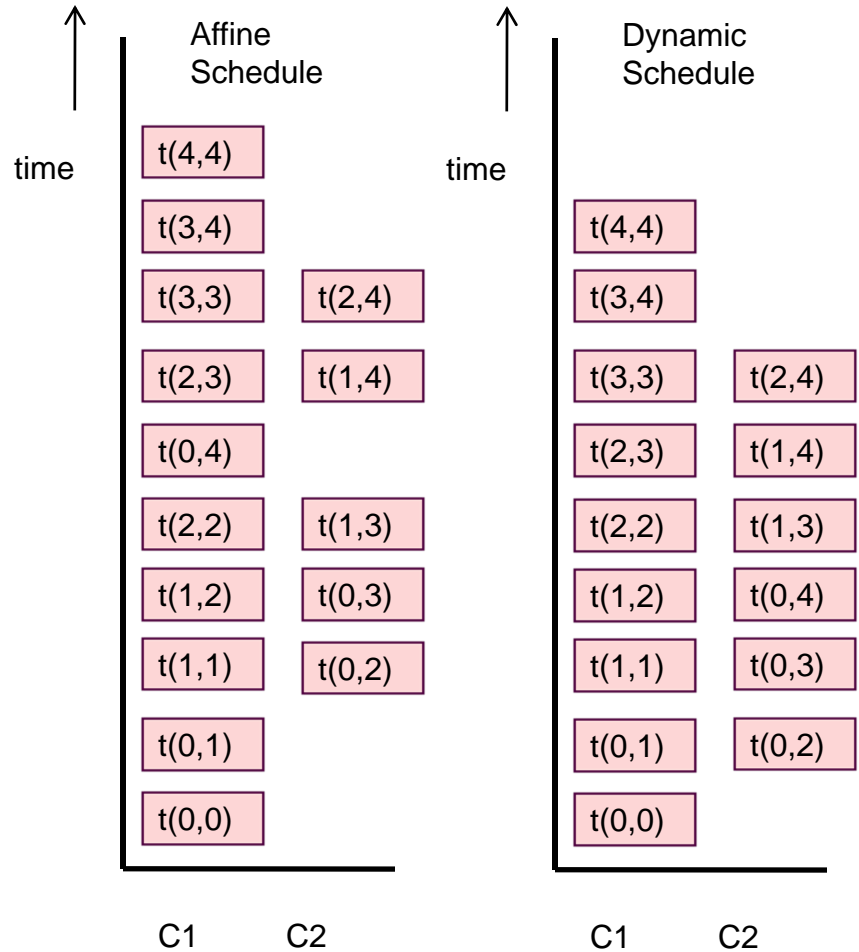 Affine
Schedule
time
t(4,4)
t(3,4)
t(3,3) t(2,4)
t(2,3) t(1,4)
t(0,4)
t(2,2) t(1,3)
t(1,2) t(0,3)
t(1,1) t(0,2)
t(0,1)
t(0,0)
C1 C2
Dynamic
Schedule
time
t(4,4)
t(3,4)
t(3,3) t(2,4)
t(2,3) t(1,4)
t(2,2) t(1,3)
t(1,2) t(0,4)
t(1,1) t(0,3)
t(0,1) t(0,2)
t(0,0)
C1 C2